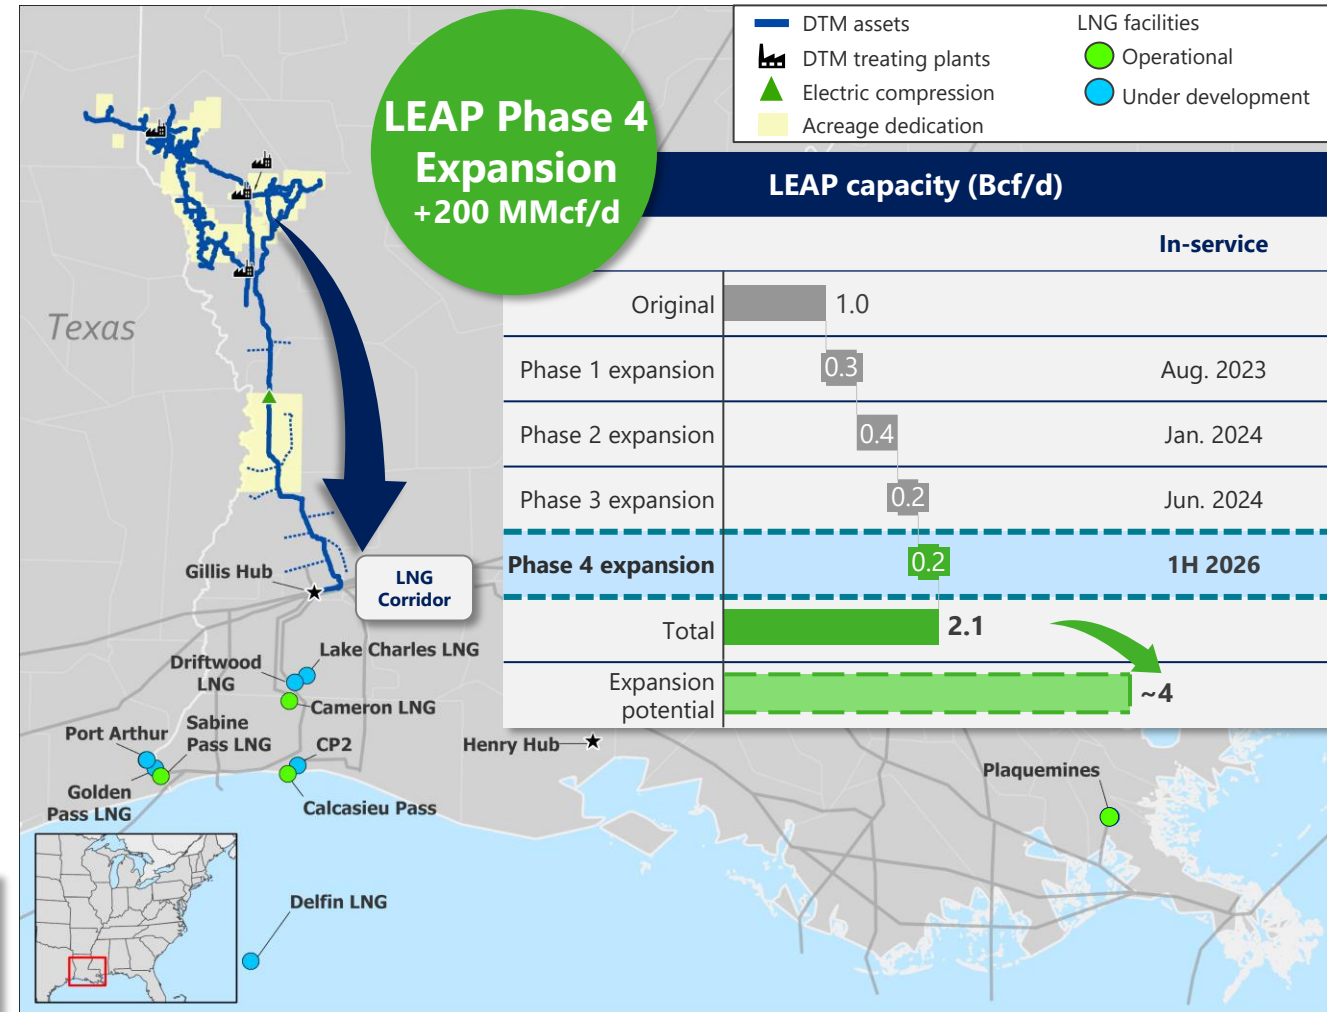 DTM assets
DTM treating plants
Electric compression
Acreage dedication
LNG facilities
Operational
Under development
LEAP Phase 4
Expansion
+200 MMcf/d
LEAP capacity (Bcf/d)
In-service
Original
1.0
Phase 1 expansion
0.3
Aug. 2023
Phase 2 expansion
0.4
Jan. 2024
Phase 3 expansion
0.2
Jun. 2024
Phase 4 expansion
0.2
1H 2026
Total
2.1
Expansion
potential
~4
Texas
Gillis Hub
LNG
Corridor
Lake Charles LNG
Driftwood
LNG
Cameron LNG
Port Arthur
Sabine
Pass LNG
CP2
Henry Hub
Golden
Pass LNG
Calcasieu Pass
Plaquemines
Delfin LNG